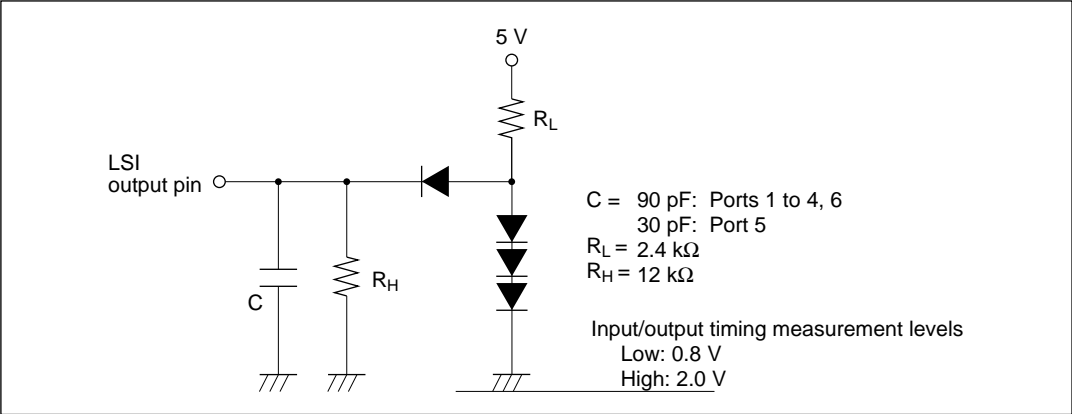 5 V
R_L
LSI
output pin
C
R_H
C = 90 pF: Ports 1 to 4, 6
30 pF: Port 5
R_L = 2.4 kΩ
R_H = 12 kΩ
Input/output timing measurement levels
Low: 0.8 V
High: 2.0 V